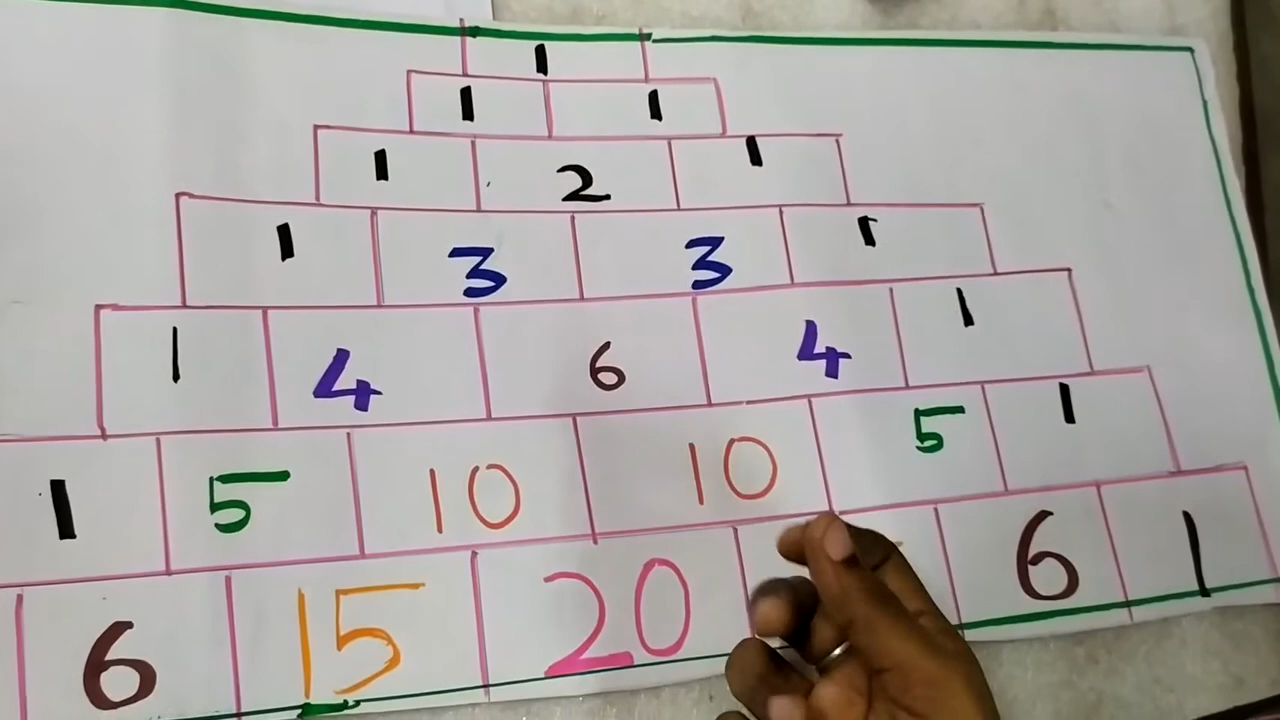 1
1 1
1 2 1
1 3 3 1
1 4 6 4 1
1 5 10 10 5 1
6 15 20 6 1